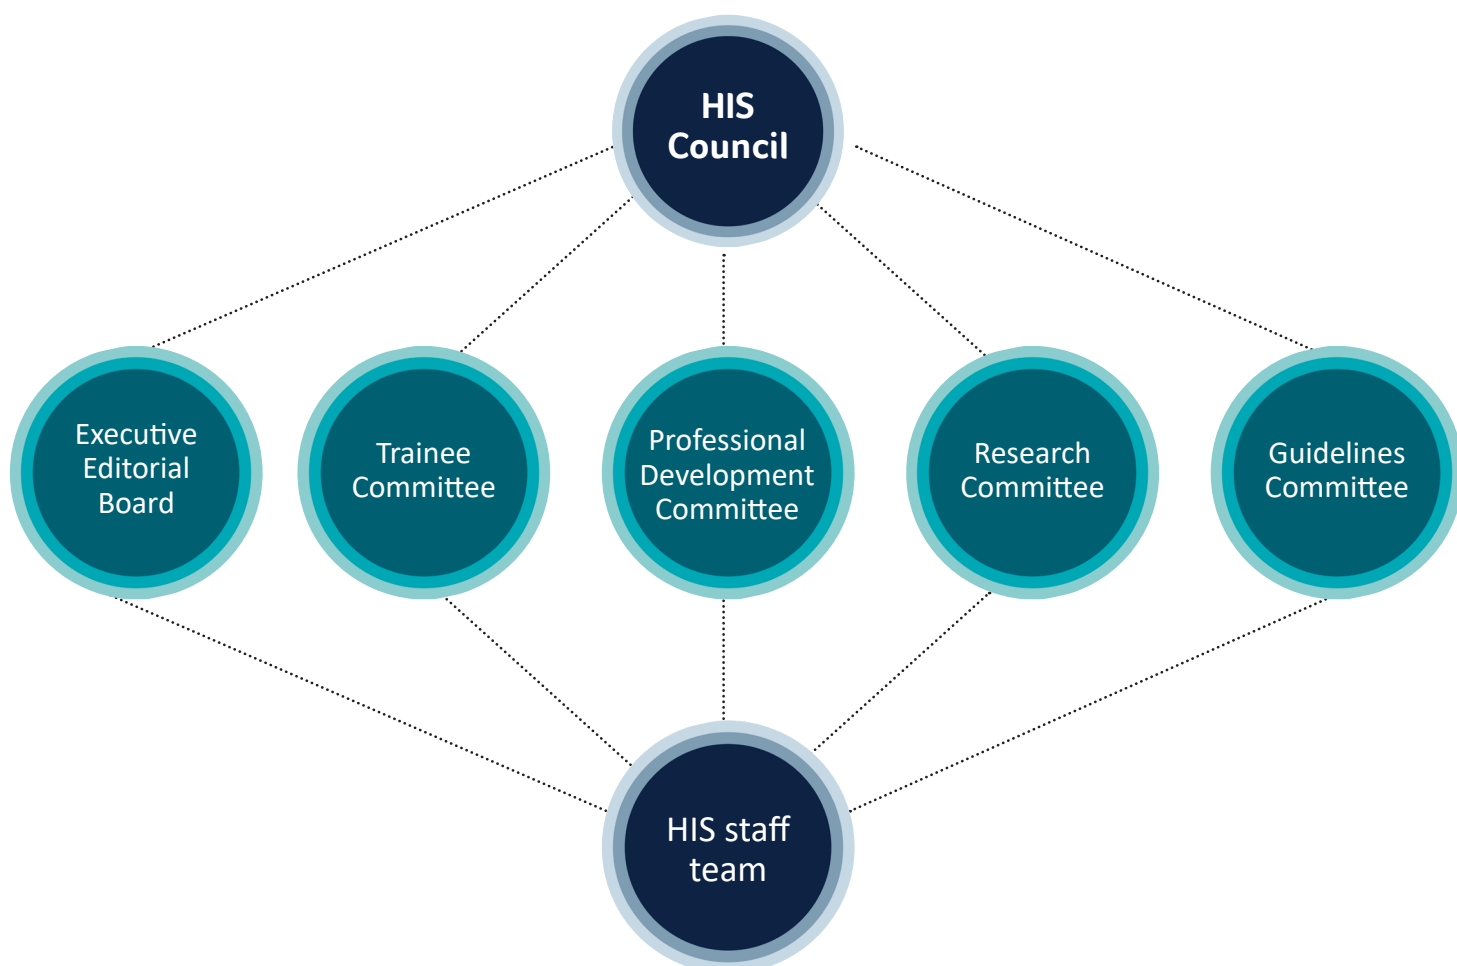 HIS
Council
Executive
Editorial
Board
Trainee
Committee
Professional
Development
Committee
Research
Committee
Guidelines
Committee
HIS staff
team